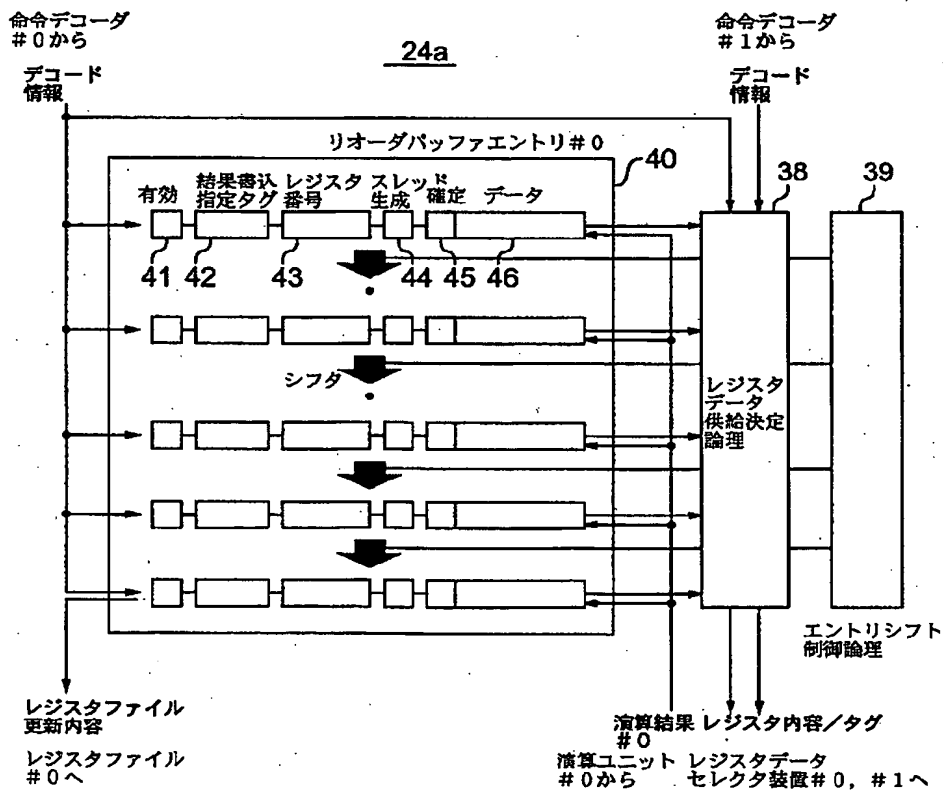 命令デコーダ
#0から
デコード
情報
24a
命令デコーダ
#1から
デコード
情報
リオーダバッファエントリ#0
40
38
39
有効
結果書込
指定タグ
レジスタ
番号
スレッド
生成
確定
データ
41
42
43
44
45
46
シフタ
レジスタ
データ
供給決定
論理
エントリシフト
制御論理
レジスタファイル
更新内容
レジスタファイル
#0へ
演算結果
#0
演算ユニット
#0から
レジスタ内容/タグ
レジスタデータ
セレクタ装置#0,#1へ